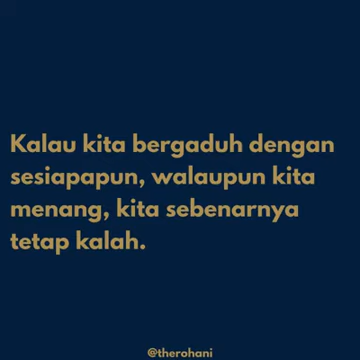 Kalau kita bergaduh dengan
sesiapapun, walaupun kita
menang, kita sebenarnya
tetap kalah.
@therohani